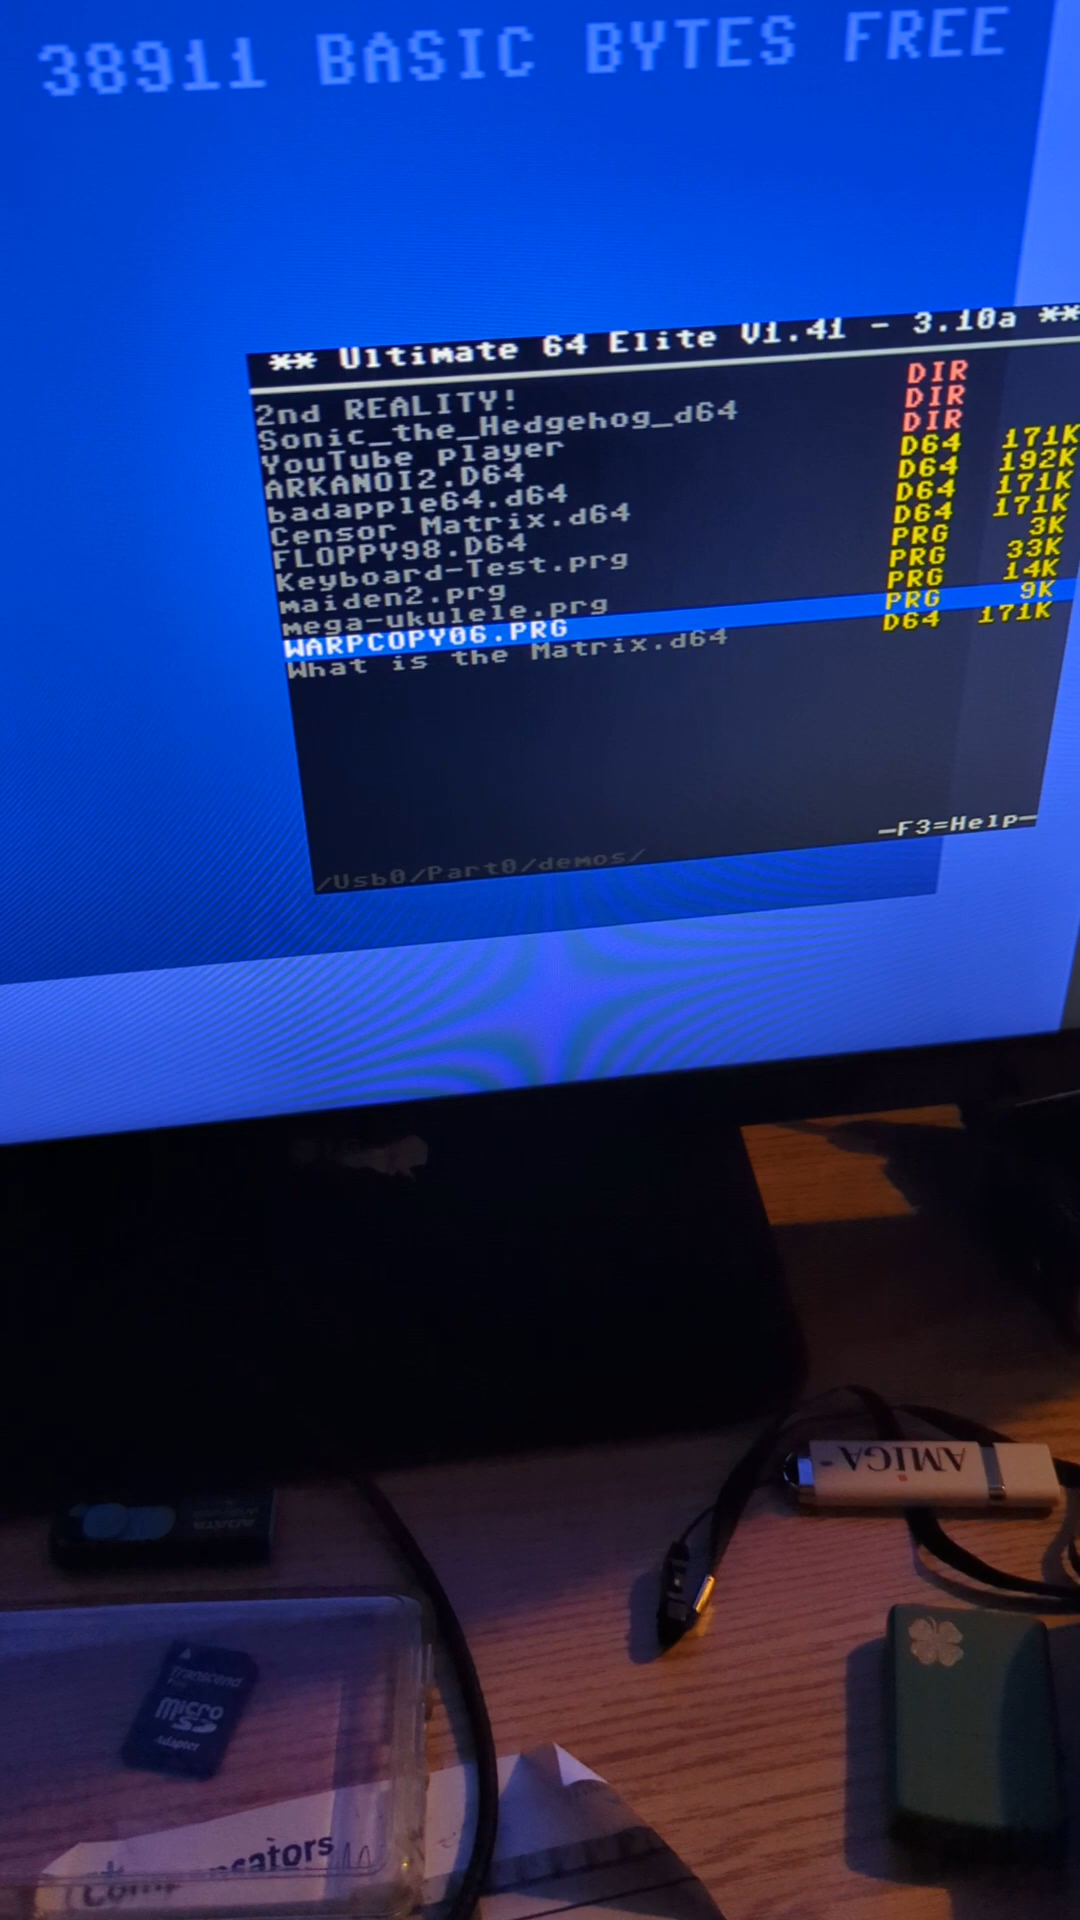 38911 BASIC BYTES FREE
** Ultimate 64 Elite V1.41 - 3.10a **
2nd REALITY! DIR
Sonic_the_Hedgehog_d64 DIR
YouTube Player DIR
ARKANOI2.D64 D64 171K
badapple64.d64 D64 192K
Censor Matrix.d64 D64 171K
FLOPPY98.D64 D64 171K
Keyboard-Test.prg PRG 3K
maiden2.prg PRG 33K
mega-ukulele.prg PRG 14K
WARPCOPY06.PRG PRG 9K
What is the Matrix.d64 D64 171K
F3=Help
/Usb0/Part0/demos/
AMIGA
ADATA
Transcend
micro
SD
Adapter